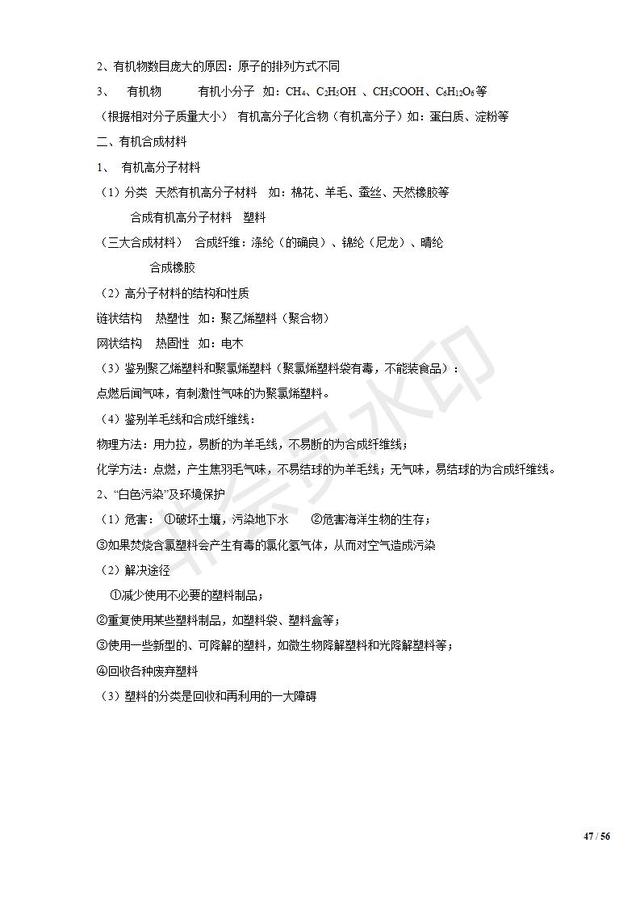 2、有机物数目庞大的原因：原子的排列方式不同
3、 有机物 有机小分子 如：CH4、C2H5OH 、CH3COOH、C6H12O6等
（根据相对分子质量大小） 有机高分子化合物（有机高分子）如：蛋白质、淀粉等
二、有机合成材料
1、 有机高分子材料
（1）分类 天然有机高分子材料 如：棉花、羊毛、蚕丝、天然橡胶等
合成有机高分子材料 塑料
（三大合成材料） 合成纤维：涤纶（的确良）、锦纶（尼龙）、晴纶
合成橡胶
（2）高分子材料的结构和性质
链状结构 热塑性 如：聚乙烯塑料（聚合物）
网状结构 热固性 如：电木
（3）鉴别聚乙烯塑料和聚氯烯塑料（聚氯烯塑料袋有毒，不能装食品）：
点燃后闻气味，有刺激性气味的为聚氯烯塑料。
（4）鉴别羊毛线和合成纤维线：
物理方法：用力拉，易断的为羊毛线，不易断的为合成纤维线；
化学方法：点燃，产生焦羽毛气味，不易结球的为羊毛线；无气味，易结球的为合成纤维线。
2、“白色污染”及环境保护
（1）危害： ①破坏土壤，污染地下水 ②危害海洋生物的生存；
③如果焚烧含氯塑料会产生有毒的氯化氢气体，从而对空气造成污染
（2）解决途径
①减少使用不必要的塑料制品；
②重复使用某些塑料制品，如塑料袋、塑料盒等；
③使用一些新型的、可降解的塑料，如微生物降解塑料和光降解塑料等；
④回收各种废弃塑料
（3）塑料的分类是回收和再利用的一大障碍
非会员水印
47 / 56